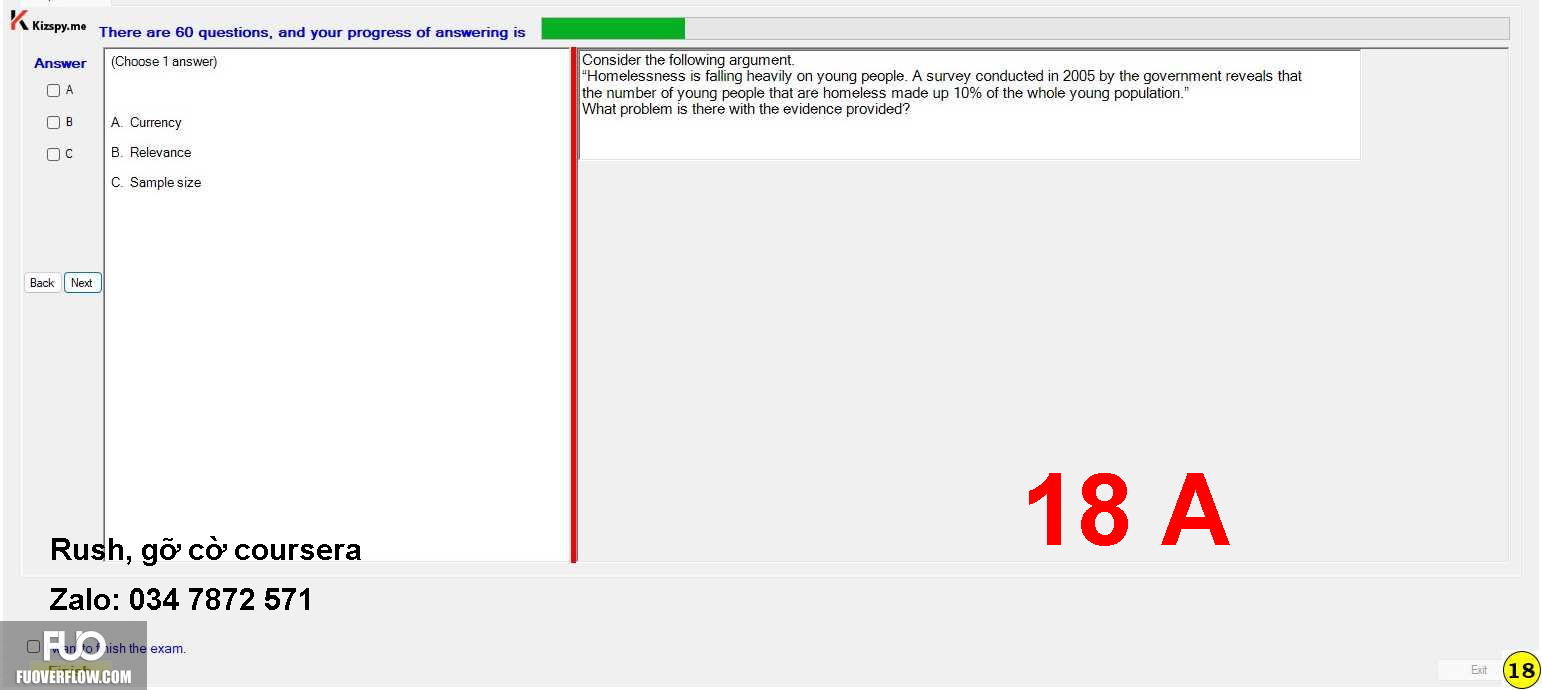 Kizspy.me
There are 60 questions, and your progress of answering is
Answer
A
B
C
Back
Next
(Choose 1 answer)
A. Currency
B. Relevance
C. Sample size
Consider the following argument.
“Homelessness is falling heavily on young people. A survey conducted in 2005 by the government reveals that
the number of young people that are homeless made up 10% of the whole young population.”
What problem is there with the evidence provided?
18 A
Rush, gỡ cờ coursera
Zalo: 034 7872 571
want to finish the exam.
Finish
FUO
FUOVERFLOW.COM
Exit
18